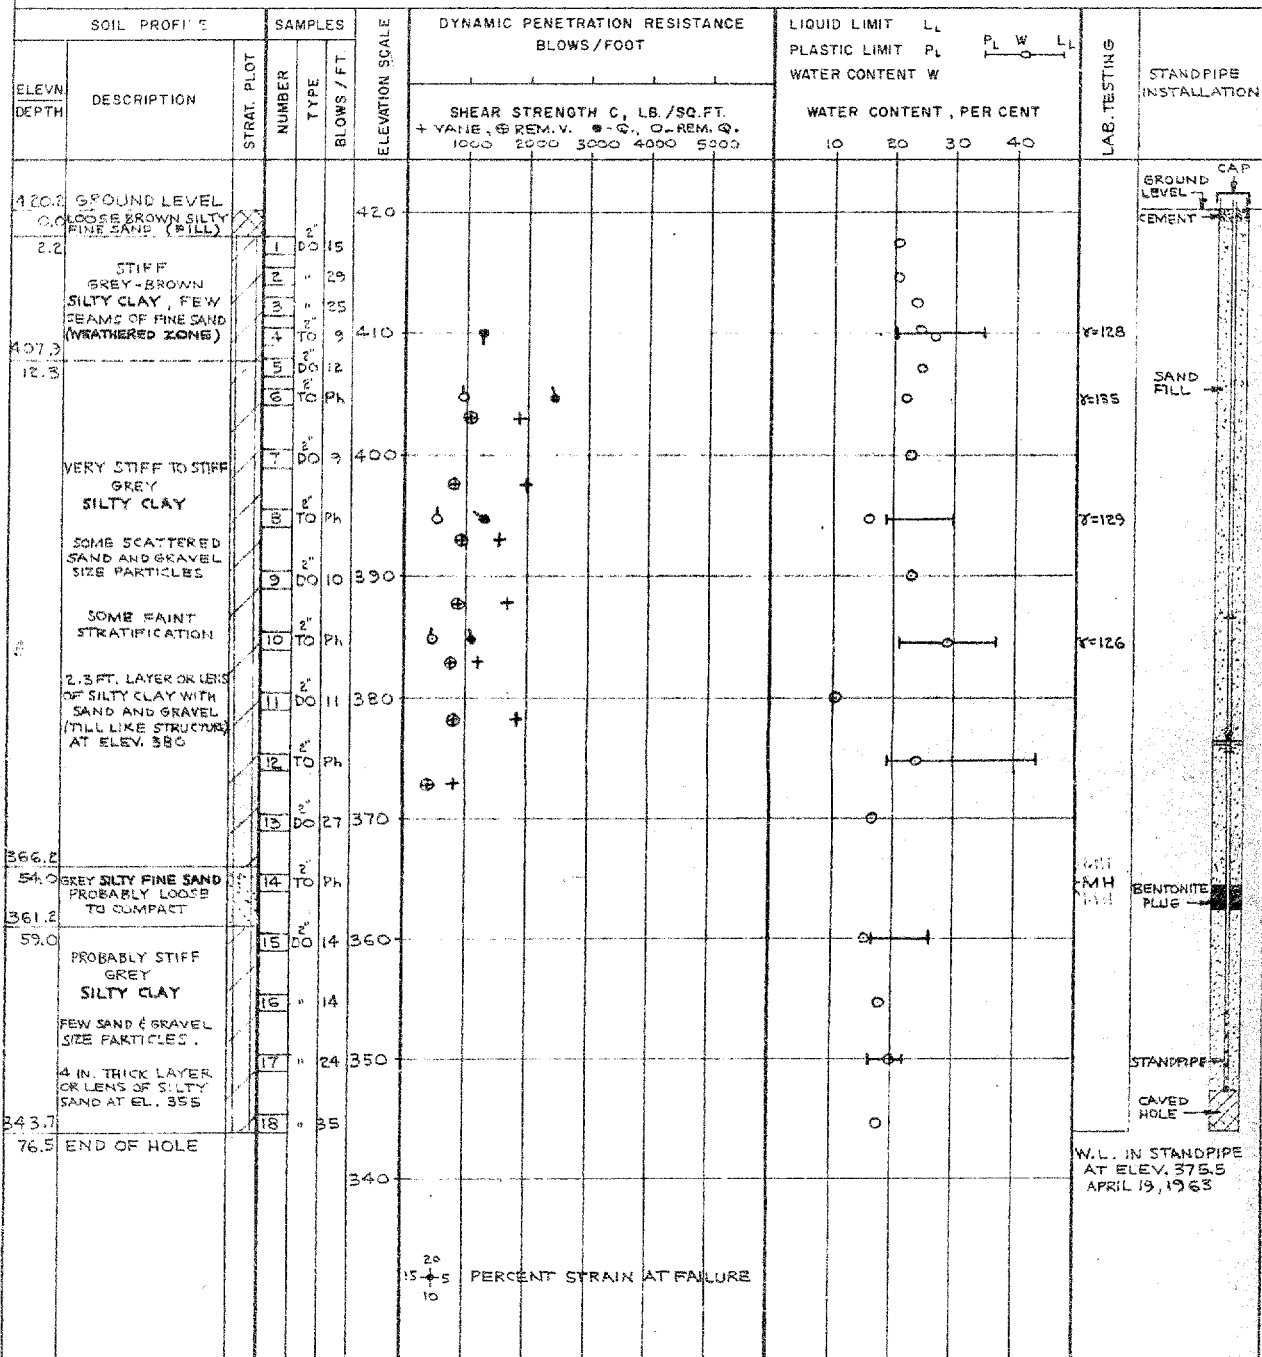 SOIL PROFILE
SAMPLES
ELEVATION SCALE
DYNAMIC PENETRATION RESISTANCE
BLOWS/FOOT
LIQUID LIMIT LL
PLASTIC LIMIT PL
WATER CONTENT W
PL W LL
LAB. TESTING
STANDPIPE
INSTALLATION
ELEVN.
DEPTH
DESCRIPTION
STRAT. PLOT
NUMBER
TYPE
BLOWS / FT.
SHEAR STRENGTH C, LB./SQ.FT.
+ VANE, ⊕ REM.V. ●-Q., O-REM. Q.
1000 2000 3000 4000 5000
WATER CONTENT, PER CENT
10 20 30 40
420.2 GROUND LEVEL
0.0 LOOSE BROWN SILTY
FINE SAND (FILL)
2.2
STIFF
GREY-BROWN
SILTY CLAY, FEW
SEAMS OF FINE SAND
(WEATHERED ZONE)
407.9
12.3
VERY STIFF TO STIFF
GREY
SILTY CLAY
SOME SCATTERED
SAND AND GRAVEL
SIZE PARTICLES
SOME FAINT
STRATIFICATION
2.3 FT. LAYER OR LENS
OF SILTY CLAY WITH
SAND AND GRAVEL
(TILL LIKE STRUCTURE)
AT ELEV. 380
366.2
54.0 GREY SILTY FINE SAND
PROBABLY LOOSE
TO COMPACT
361.2
59.0
PROBABLY STIFF
GREY
SILTY CLAY
FEW SAND & GRAVEL
SIZE PARTICLES.
4 IN. THICK LAYER
OR LENS OF SILTY
SAND AT EL. 355
343.7
76.5 END OF HOLE
1 2" DO 15
2 " 29
3 " 25
4 2" TO 9
5 2" DO 12
6 2" TO Ph
7 2" DO 9
8 2" TO Ph
9 2" DO 10
10 2" TO Ph
11 2" DO 11
12 2" TO Ph
13 2" DO 27
14 2" TO Ph
15 2" DO 14
16 " 14
17 " 24
18 " 35
420
410
400
390
380
370
360
350
340
γ=128
γ=135
γ=129
γ=126
MH
CAP
GROUND
LEVEL
CEMENT
SAND
FILL
BENTONITE
PLUG
STANDPIPE
CAVED
HOLE
W.L. IN STANDPIPE
AT ELEV. 375.5
APRIL 19, 1963
20
15 5 PERCENT STRAIN AT FAILURE
10